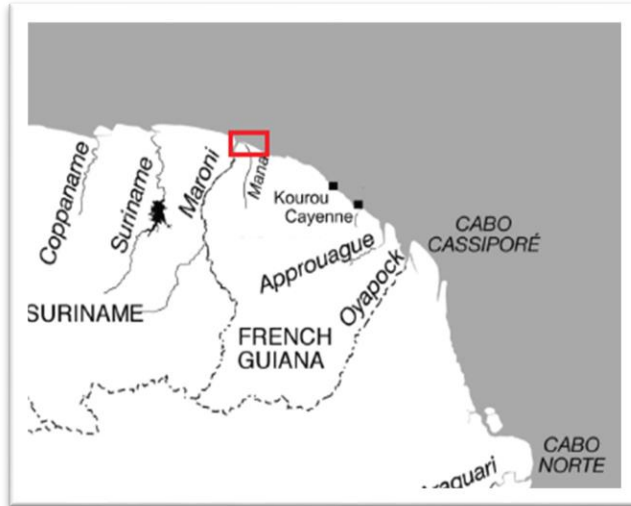 Coppaname
Suriname
Maroni
Mana
Kourou
Cayenne
CABO
CASSIPORÉ
Approuague
Oyapock
SURINAME
FRENCH
GUIANA
CABO
NORTE